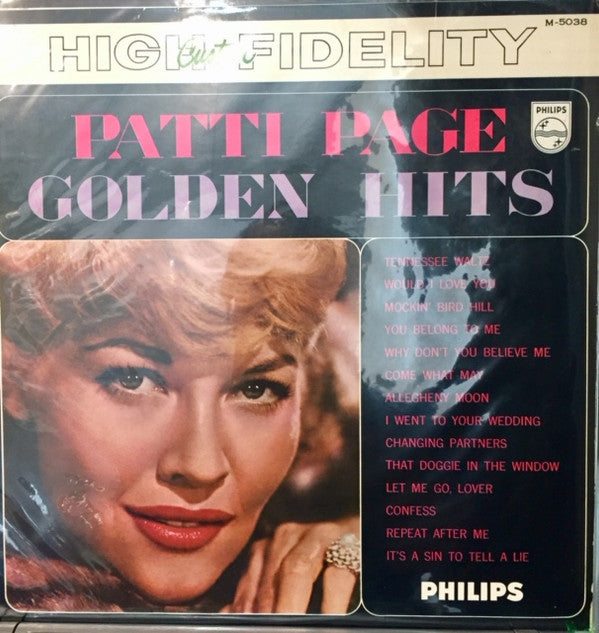 M-5038
HIGH FIDELITY
PHILIPS
PATTI PAGE
GOLDEN HITS
TENNESSEE WALTZ
WOULD I LOVE YOU
MOCKIN' BIRD HILL
YOU BELONG TO ME
WHY DON'T YOU BELIEVE ME
COME WHAT MAY
ALLEGHENY MOON
I WENT TO YOUR WEDDING
CHANGING PARTNERS
THAT DOGGIE IN THE WINDOW
LET ME GO, LOVER
CONFESS
REPEAT AFTER ME
IT'S A SIN TO TELL A LIE
PHILIPS